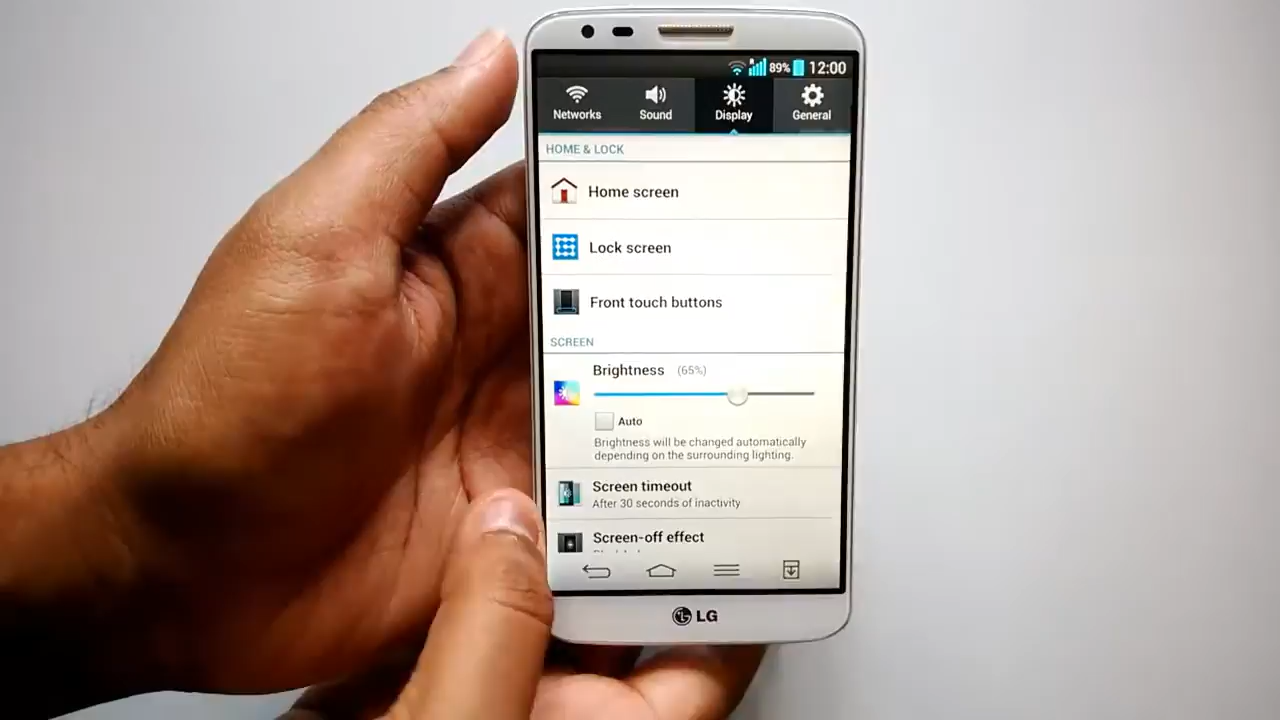 89% 12:00
Networks Sound Display General
HOME & LOCK
Home screen
Lock screen
Front touch buttons
SCREEN
Brightness (65%)
Auto
Brightness will be changed automatically
depending on the surrounding lighting.
Screen timeout
After 30 seconds of inactivity
Screen-off effect
LG